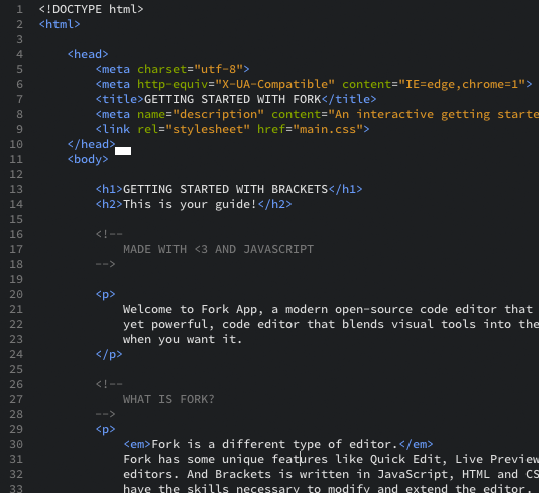 1 <!DOCTYPE html>
2 <html>
3
4 <head>
5 <meta charset="utf-8">
6 <meta http-equiv="X-UA-Compatible" content="IE=edge,chrome=1">
7 <title>GETTING STARTED WITH FORK</title>
8 <meta name="description" content="An interactive getting starte
9 <link rel="stylesheet" href="main.css">
10 </head>
11 <body>
12
13 <h1>GETTING STARTED WITH BRACKETS</h1>
14 <h2>This is your guide!</h2>
15
16 <!--
17 MADE WITH <3 AND JAVASCRIPT
18 -->
19
20 <p>
21 Welcome to Fork App, a modern open-source code editor that
22 yet powerful, code editor that blends visual tools into the
23 when you want it.
24 </p>
25
26 <!--
27 WHAT IS FORK?
28 -->
29 <p>
30 <em>Fork is a different type of editor.</em>
31 Fork has some unique features like Quick Edit, Live Preview
32 editors. And Brackets is written in JavaScript, HTML and CS
33 have the skills necessary to modify and extend the editor.